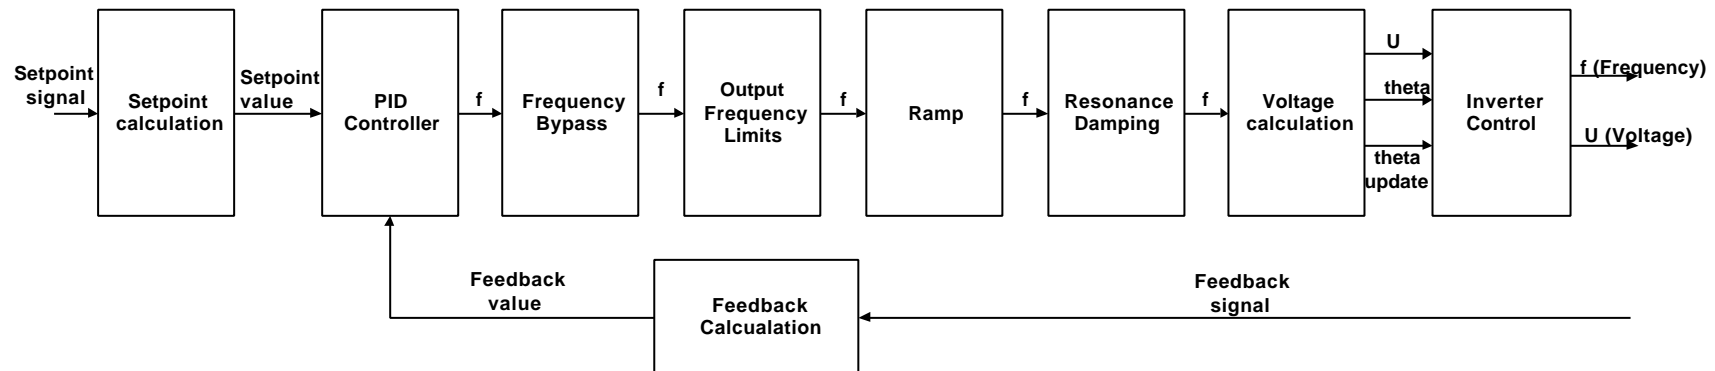 Setpoint
signal
Setpoint
calculation
Setpoint
value
PID
Controller
f
Frequency
Bypass
f
Output
Frequency
Limits
f
Ramp
f
Resonance
Damping
f
Voltage
calculation
U
theta
theta
update
Inverter
Control
f (Frequency)
U (Voltage)
Feedback
value
Feedback
Calcualation
Feedback
signal